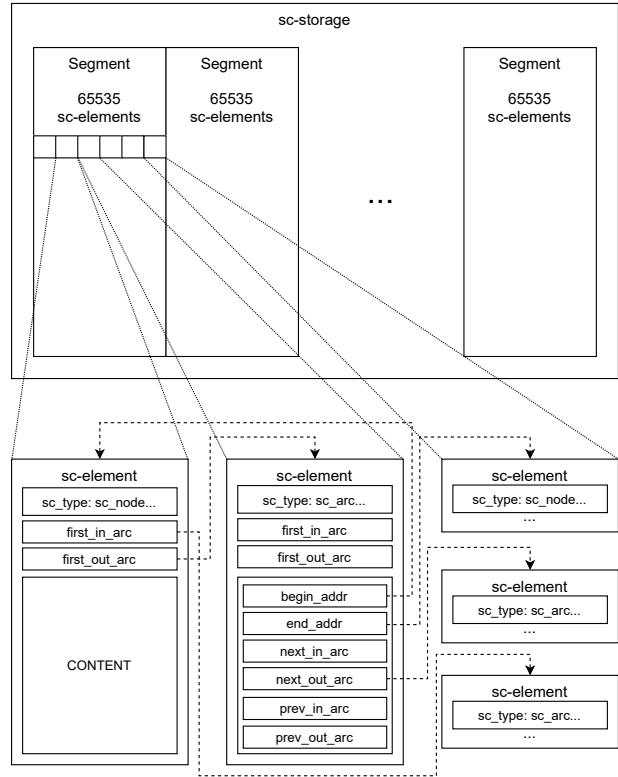 sc-storage
Segment
65535
sc-elements
Segment
65535
sc-elements
...
Segment
65535
sc-elements
sc-element
sc_type: sc_node...
first_in_arc
first_out_arc
CONTENT
sc-element
sc_type: sc_arc...
first_in_arc
first_out_arc
begin_addr
end_addr
next_in_arc
next_out_arc
prev_in_arc
prev_out_arc
sc-element
sc_type: sc_node...
...
sc-element
sc_type: sc_arc...
...
sc-element
sc_type: sc_arc...
...